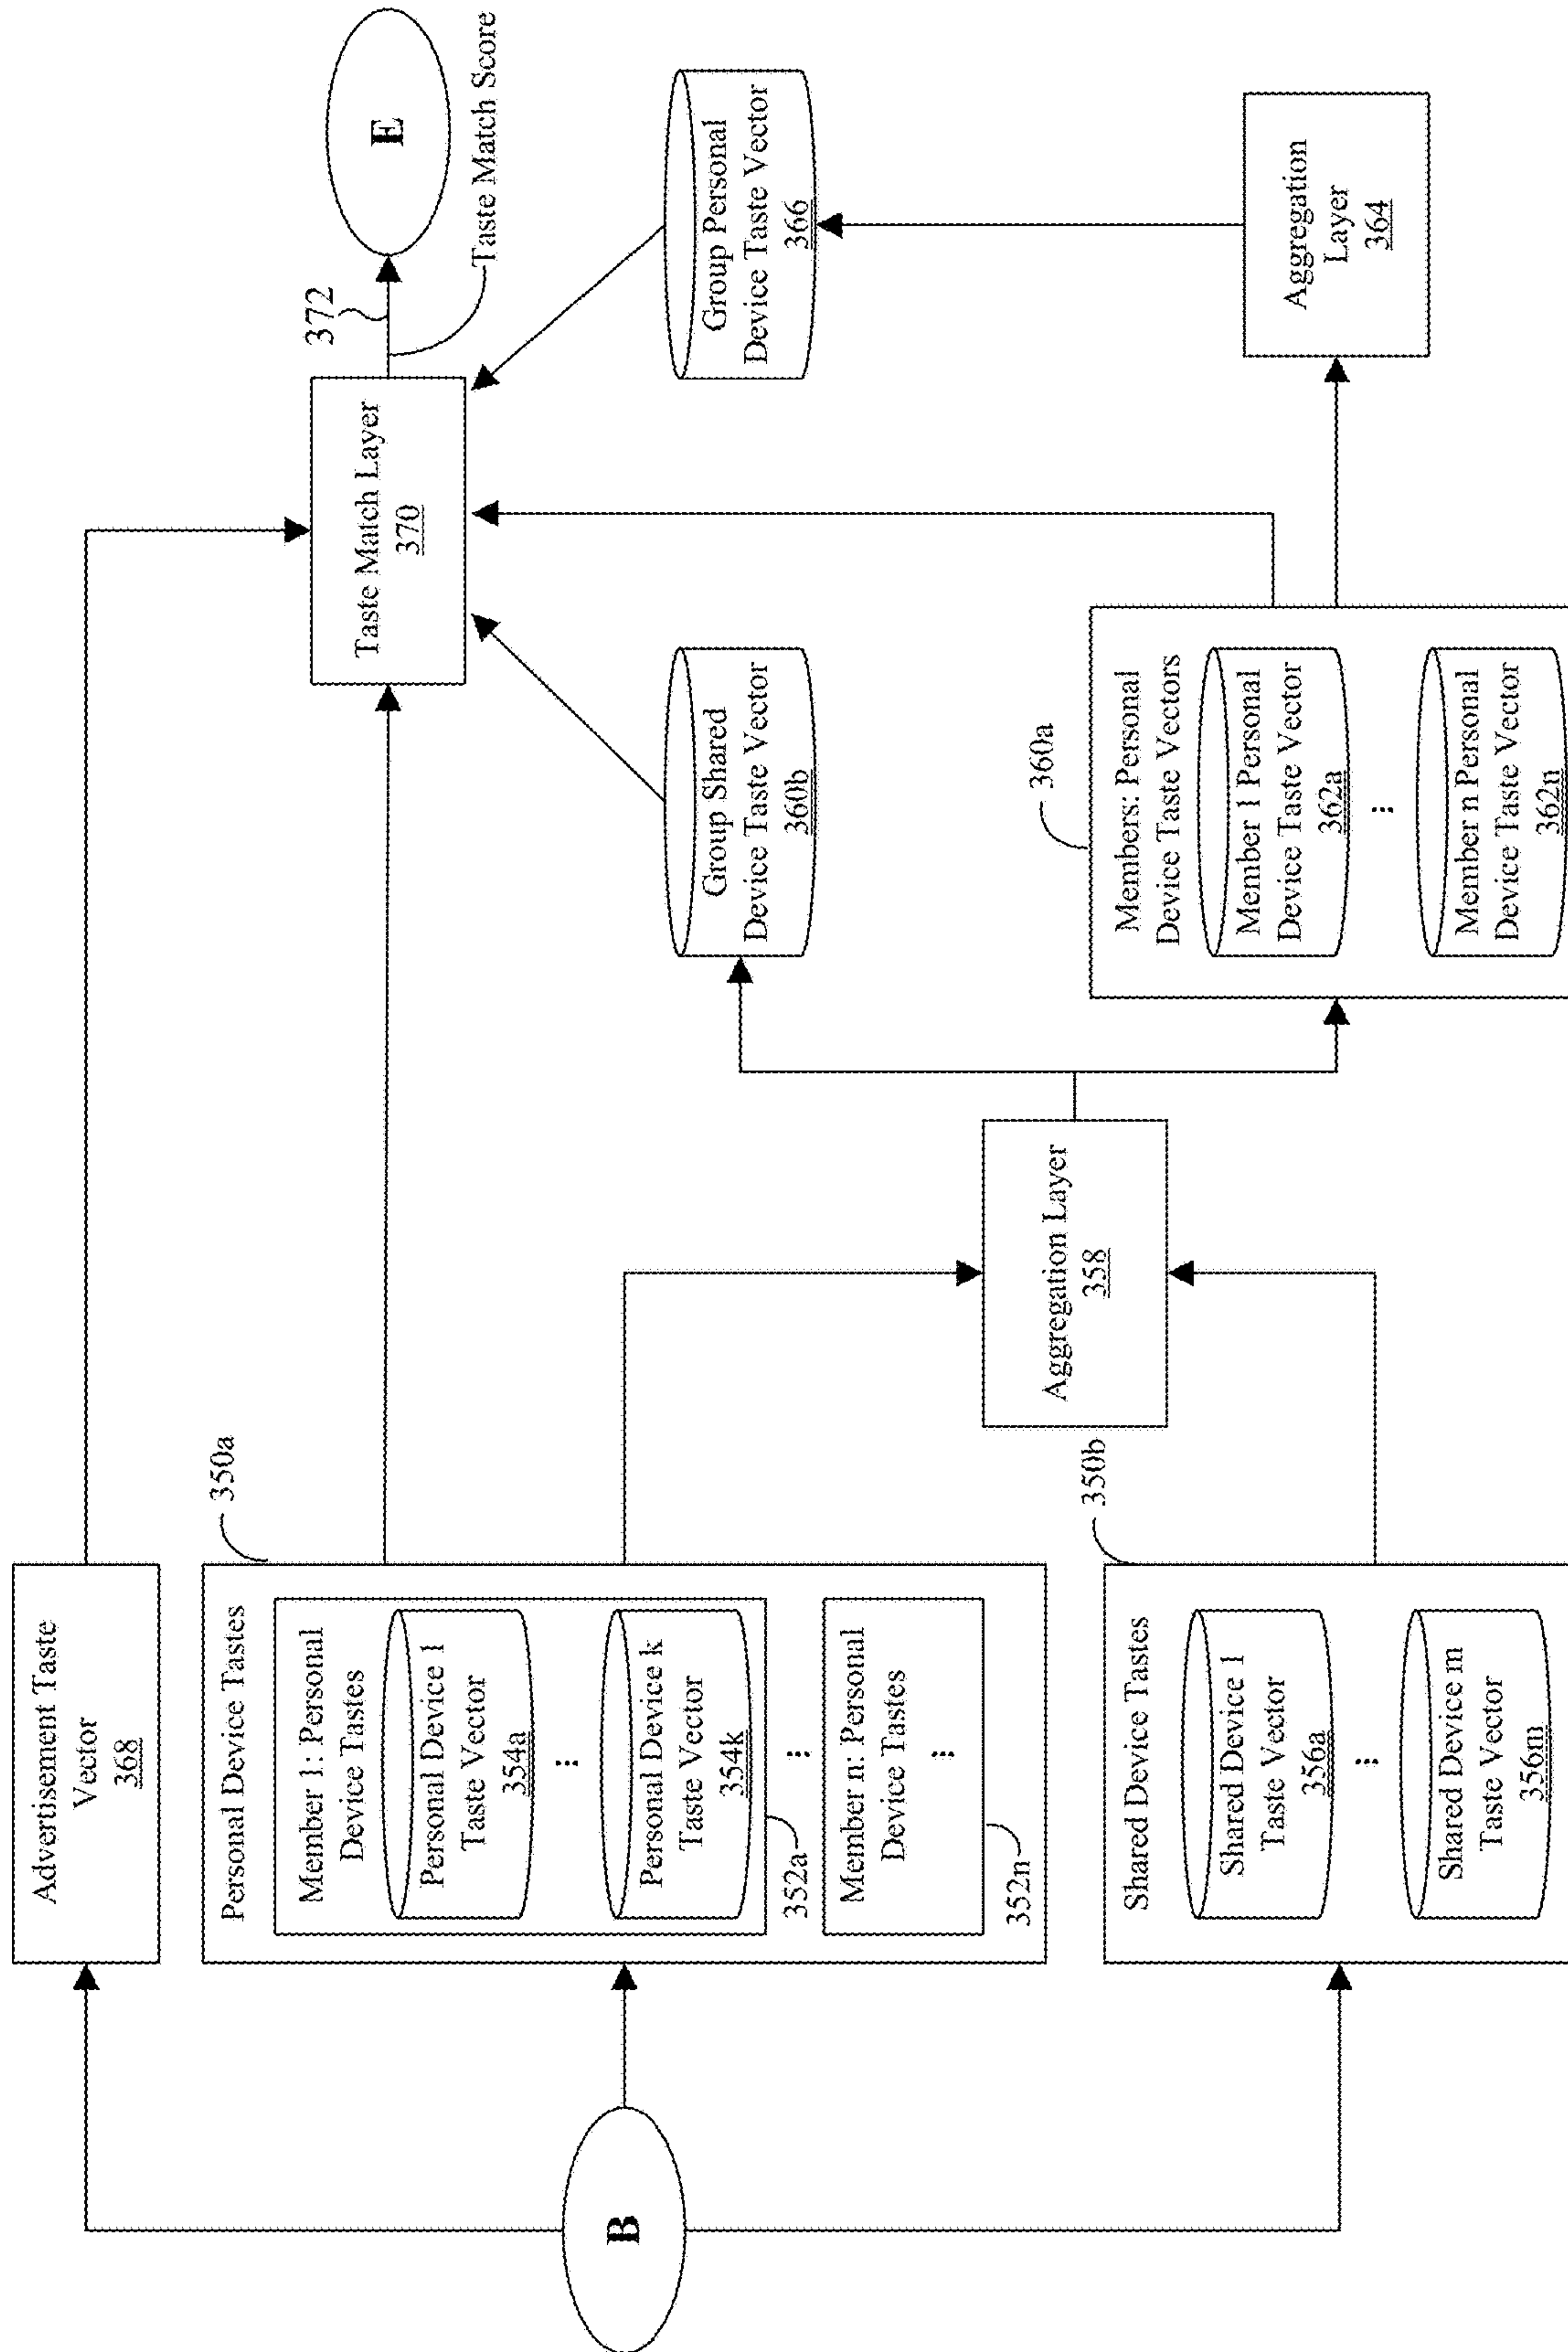 B
Advertisement Taste
Vector
368
350a
Personal Device Tastes
Member 1: Personal
Device Tastes
Personal Device 1
Taste Vector
354a
...
Personal Device k
Taste Vector
354k
352a
...
Member n: Personal
Device Tastes
...
352n
350b
Shared Device Tastes
Shared Device 1
Taste Vector
356a
...
Shared Device m
Taste Vector
356m
Aggregation Layer
358
Group Shared
Device Taste Vector
360b
360a
Members: Personal
Device Taste Vectors
Member 1 Personal
Device Taste Vector
362a
...
Member n Personal
Device Taste Vector
362n
Taste Match Layer
370
372
Taste Match Score
E
Group Personal
Device Taste Vector
366
Aggregation
Layer
364